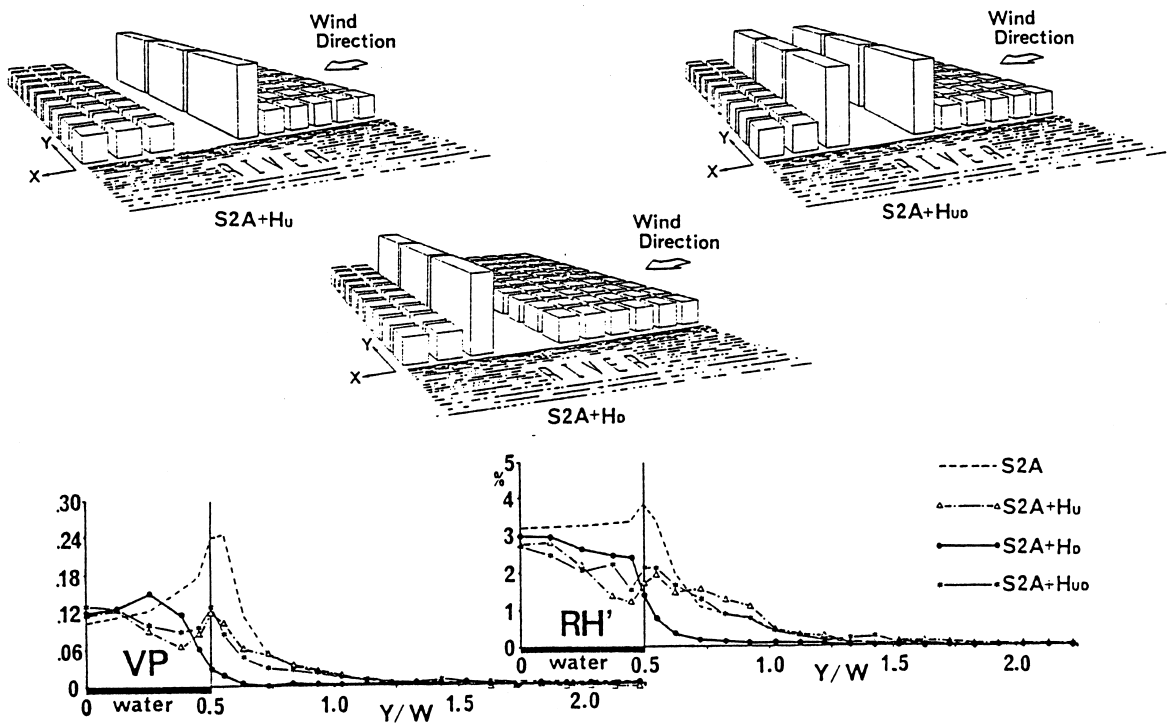 Wind
Direction
Y
X
RIVER
S2A+HU
Wind
Direction
Y
X
RIVER
S2A+HUD
Wind
Direction
Y
X
RIVER
S2A+HD
.30
.24
.18
.12
.06
0
VP
water
0 0.5 1.0 1.5 2.0
Y/W
%
5
4
3
2
1
0
RH'
water
0 0.5 1.0 2.0
Y/W
S2A
S2A+HU
S2A+HD
S2A+HUD